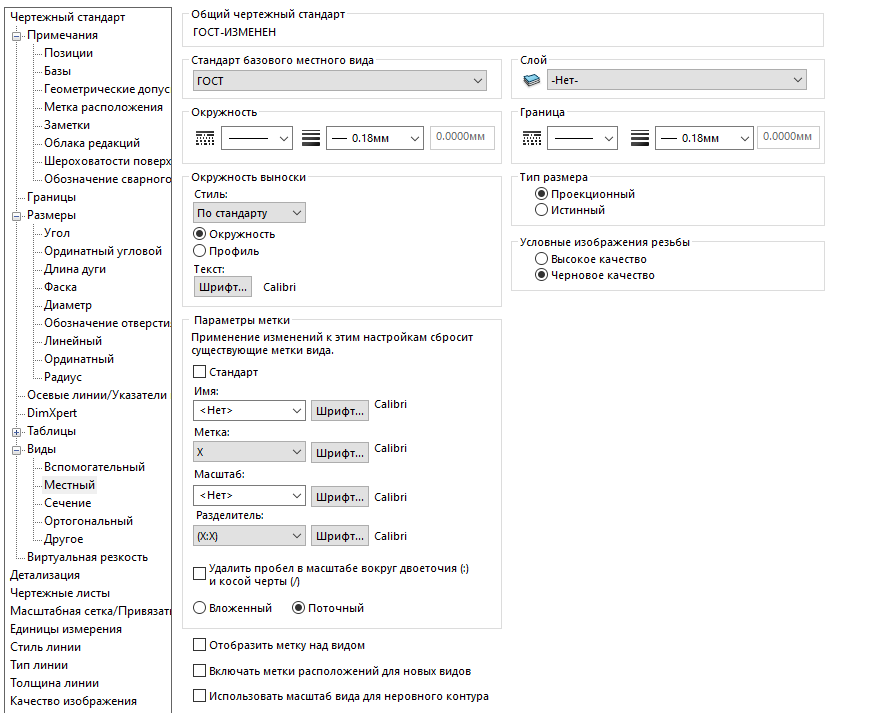 Чертежный стандарт
Примечания
Позиции
Базы
Геометрические допус
Метка расположения
Заметки
Облака редакций
Шероховатости поверх
Обозначение сварного
Границы
Размеры
Угол
Ординатный угловой
Длина дуги
Фаска
Диаметр
Обозначение отверсти
Линейный
Ординатный
Радиус
Осевые линии/Указатели
DimXpert
Таблицы
Виды
Вспомогательный
Местный
Сечение
Ортогональный
Другое
Виртуальная резкость
Детализация
Чертежные листы
Масштабная сетка/Привязать
Единицы измерения
Стиль линии
Тип линии
Толщина линии
Качество изображения
Общий чертежный стандарт
ГОСТ-ИЗМЕНЕН
Стандарт базового местного вида
ГОСТ
Слой
-Нет-
Окружность
0.18мм
0.0000мм
Граница
0.18мм
0.0000мм
Окружность выноски
Стиль:
По стандарту
Окружность
Профиль
Текст:
Шрифт... Calibri
Тип размера
Проекционный
Истинный
Условные изображения резьбы
Высокое качество
Черновое качество
Параметры метки
Применение изменений к этим настройкам сбросит
существующие метки вида.
Стандарт
Имя:
<Нет> Шрифт... Calibri
Метка:
X Шрифт... Calibri
Масштаб:
<Нет> Шрифт... Calibri
Разделитель:
(X:X) Шрифт... Calibri
Удалить пробел в масштабе вокруг двоеточия (:)
и косой черты (/)
Вложенный Поточный
Отобразить метку над видом
Включать метки расположений для новых видов
Использовать масштаб вида для неровного контура